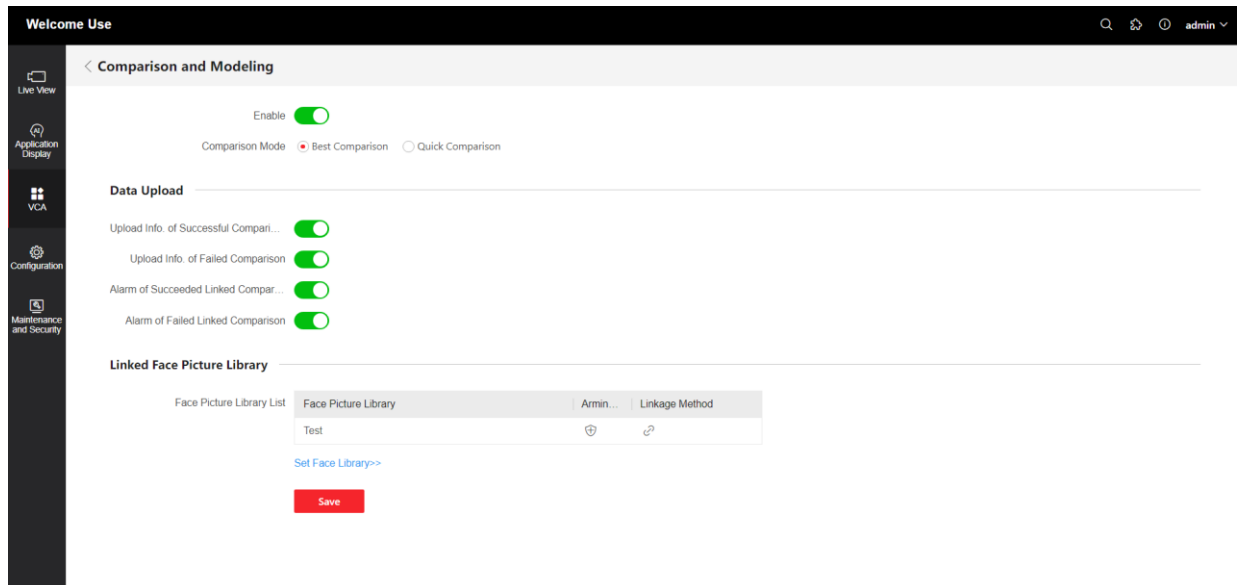 Welcome Use
admin
Live View
Application
Display
VCA
Configuration
Maintenance
and Security
Comparison and Modeling
Enable
Comparison Mode Best Comparison Quick Comparison
Data Upload
Upload Info. of Successful Compari...
Upload Info. of Failed Comparison
Alarm of Succeeded Linked Compar...
Alarm of Failed Linked Comparison
Linked Face Picture Library
Face Picture Library List Face Picture Library Armin... Linkage Method
Test
Set Face Library>>
Save